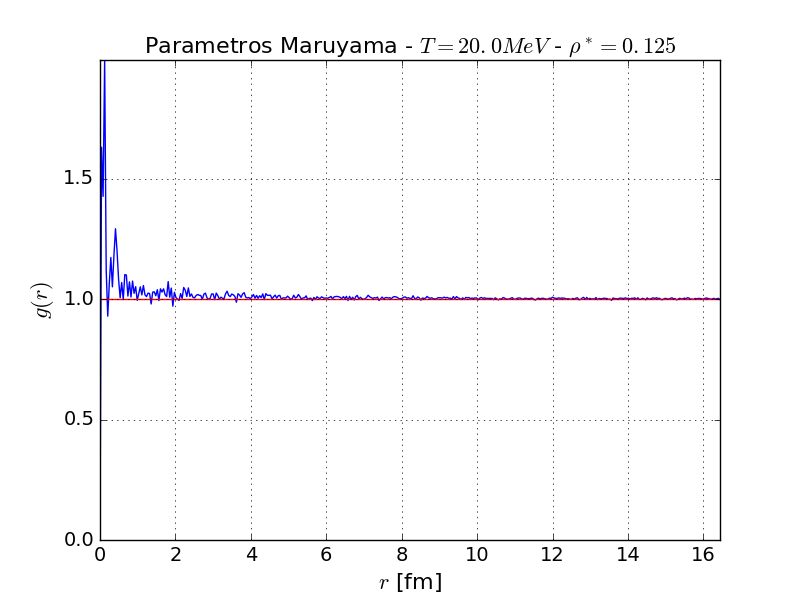 Parametros Maruyama - T = 20.0MeV - ρ* = 0.125
1.5
1.0
0.5
0.0
g(r)
0 2 4 6 8 10 12 14 16
r [fm]